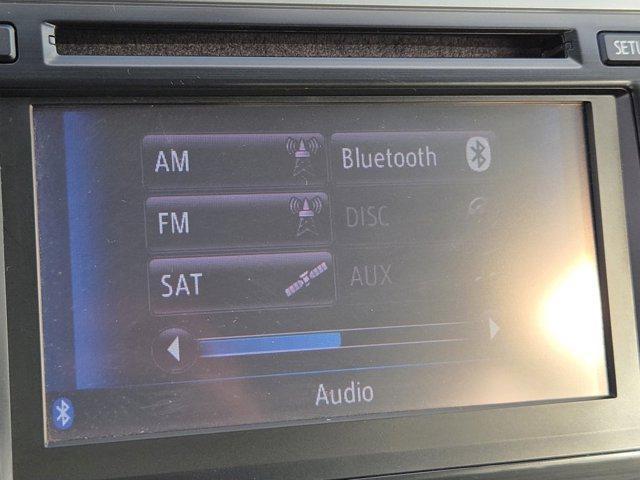 SETU
AM
Bluetooth
FM
DISC
SAT
AUX
Audio